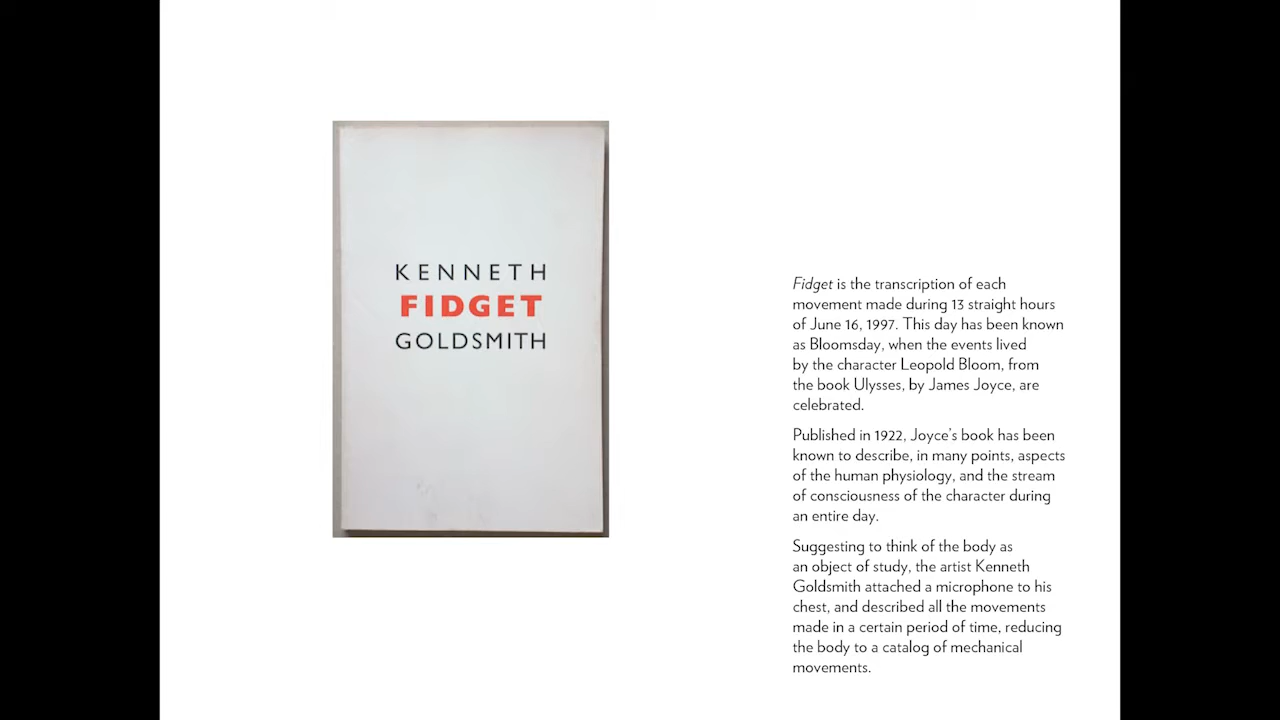 KENNETH
FIDGET
GOLDSMITH
Fidget is the transcription of each
movement made during 13 straight hours
of June 16, 1997. This day has been known
as Bloomsday, when the events lived
by the character Leopold Bloom, from
the book Ulysses, by James Joyce, are
celebrated.
Published in 1922, Joyce's book has been
known to describe, in many points, aspects
of the human physiology, and the stream
of consciousness of the character during
an entire day.
Suggesting to think of the body as
an object of study, the artist Kenneth
Goldsmith attached a microphone to his
chest, and described all the movements
made in a certain period of time, reducing
the body to a catalog of mechanical
movements.